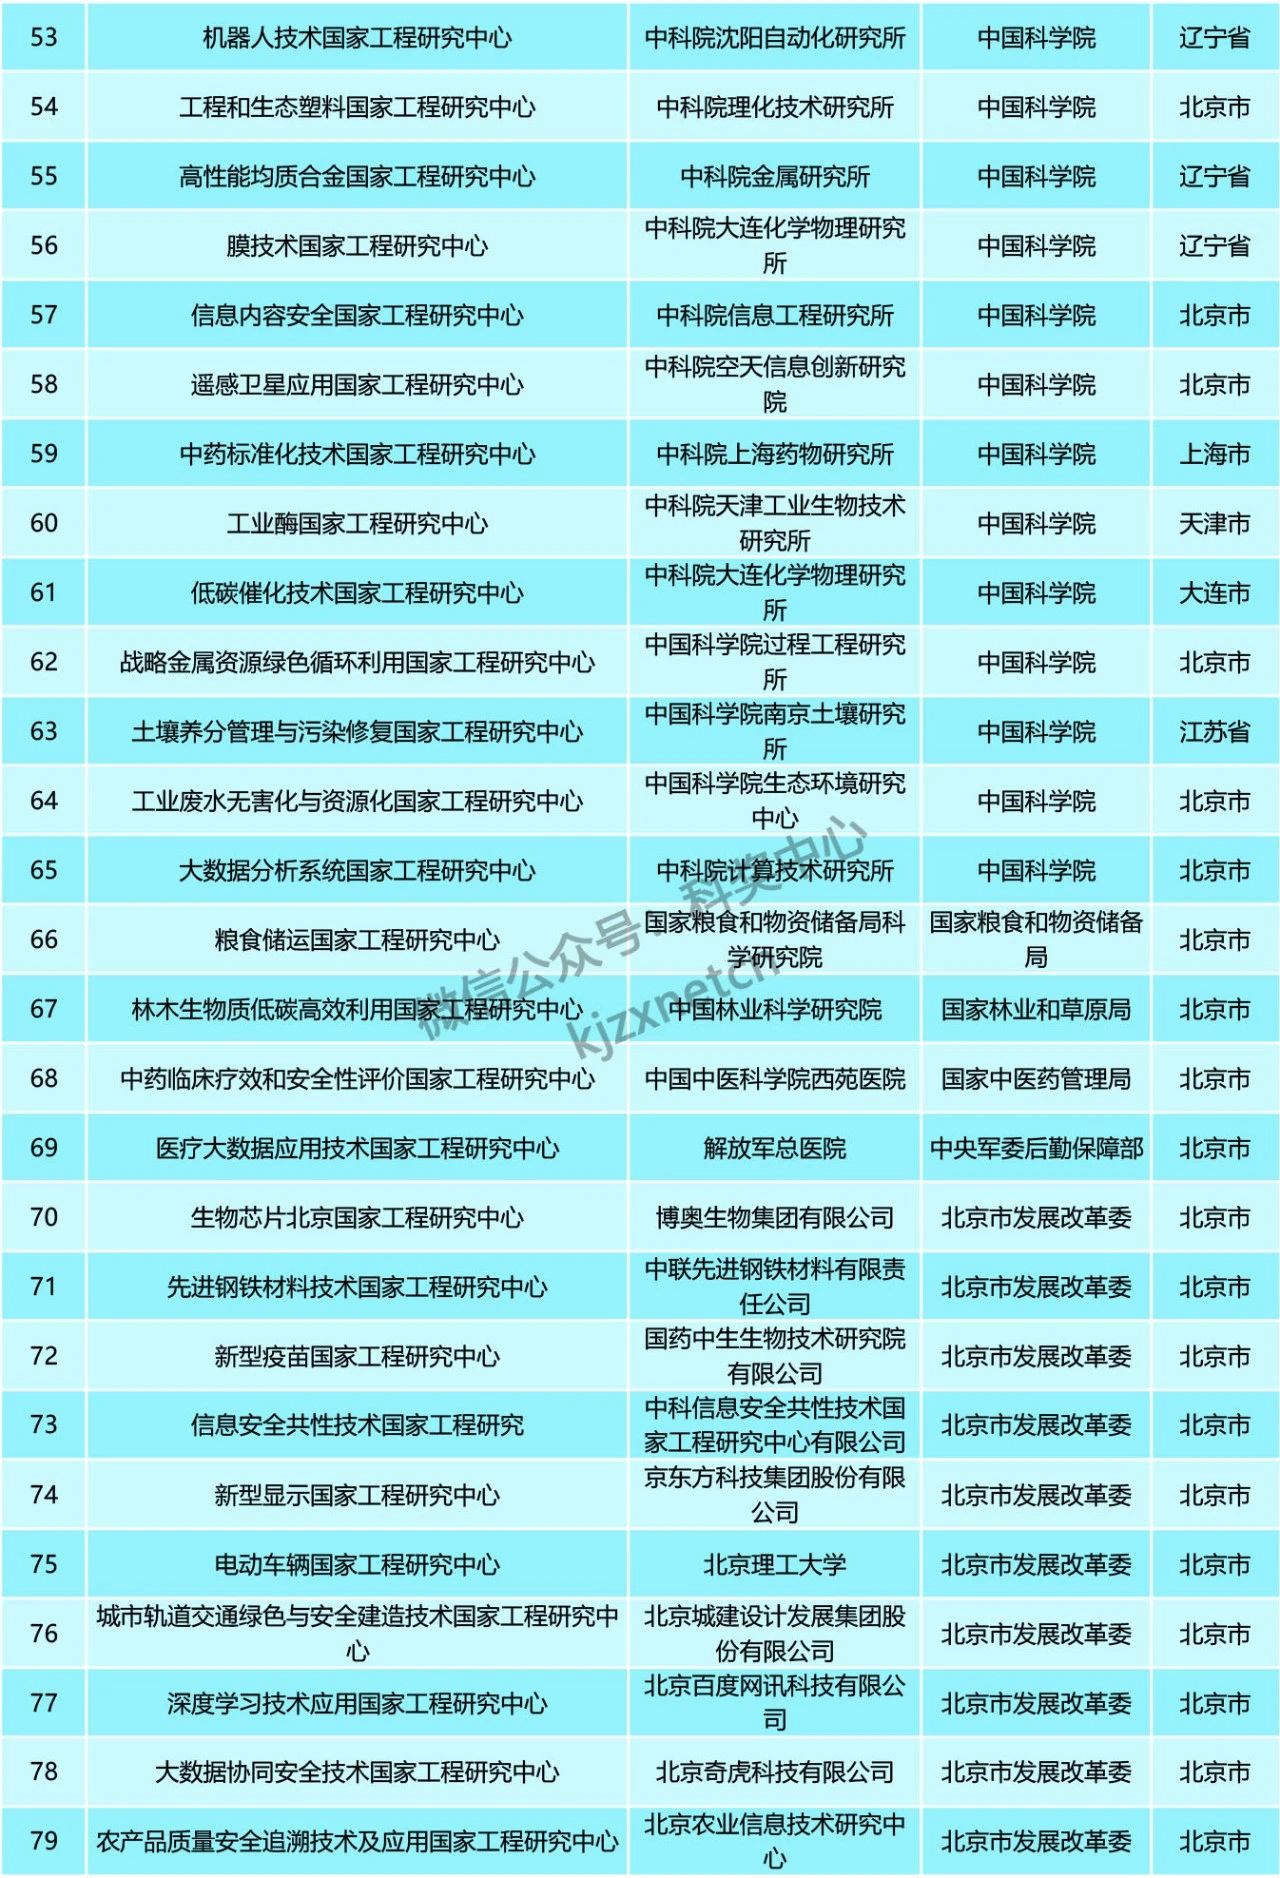 53 机器人技术国家工程研究中心 中科院沈阳自动化研究所 中国科学院 辽宁省
54 工程和生态塑料国家工程研究中心 中科院理化技术研究所 中国科学院 北京市
55 高性能均质合金国家工程研究中心 中科院金属研究所 中国科学院 辽宁省
56 膜技术国家工程研究中心 中科院大连化学物理研究
所 中国科学院 辽宁省
57 信息内容安全国家工程研究中心 中科院信息工程研究所 中国科学院 北京市
58 遥感卫星应用国家工程研究中心 中科院空天信息创新研究
院 中国科学院 北京市
59 中药标准化技术国家工程研究中心 中科院上海药物研究所 中国科学院 上海市
60 工业酶国家工程研究中心 中科院天津工业生物技术
研究所 中国科学院 天津市
61 低碳催化技术国家工程研究中心 中科院大连化学物理研究
所 中国科学院 大连市
62 战略金属资源绿色循环利用国家工程研究中心 中国科学院过程工程研究
所 中国科学院 北京市
63 土壤养分管理与污染修复国家工程研究中心 中国科学院南京土壤研究
所 中国科学院 江苏省
64 工业废水无害化与资源化国家工程研究中心 中国科学院生态环境研究
中心 中国科学院 北京市
65 大数据分析系统国家工程研究中心 中科院计算技术研究所 中国科学院 北京市
66 粮食储运国家工程研究中心 国家粮食和物资储备局科
学研究院 国家粮食和物资储备
局 北京市
67 林木生物质低碳高效利用国家工程研究中心 中国林业科学研究院 国家林业和草原局 北京市
68 中药临床疗效和安全性评价国家工程研究中心 中国中医科学院西苑医院 国家中医药管理局 北京市
69 医疗大数据应用技术国家工程研究中心 解放军总医院 中央军委后勤保障部 北京市
70 生物芯片北京国家工程研究中心 博奥生物集团有限公司 北京市发展改革委 北京市
71 先进钢铁材料技术国家工程研究中心 中联先进钢铁材料有限责
任公司 北京市发展改革委 北京市
72 新型疫苗国家工程研究中心 国药中生生物技术研究院
有限公司 北京市发展改革委 北京市
73 信息安全共性技术国家工程研究 中科信息安全共性技术国
家工程研究中心有限公司 北京市发展改革委 北京市
74 新型显示国家工程研究中心 京东方科技集团股份有限
公司 北京市发展改革委 北京市
75 电动车辆国家工程研究中心 北京理工大学 北京市发展改革委 北京市
76 城市轨道交通绿色与安全建造技术国家工程研究中
心 北京城建设计发展集团股
份有限公司 北京市发展改革委 北京市
77 深度学习技术应用国家工程研究中心 北京百度网讯科技有限公
司 北京市发展改革委 北京市
78 大数据协同安全技术国家工程研究中心 北京奇虎科技有限公司 北京市发展改革委 北京市
79 农产品质量安全追溯技术及应用国家工程研究中心 北京农业信息技术研究中
心 北京市发展改革委 北京市
微信公众号：科奖中心
kjzxnetcn